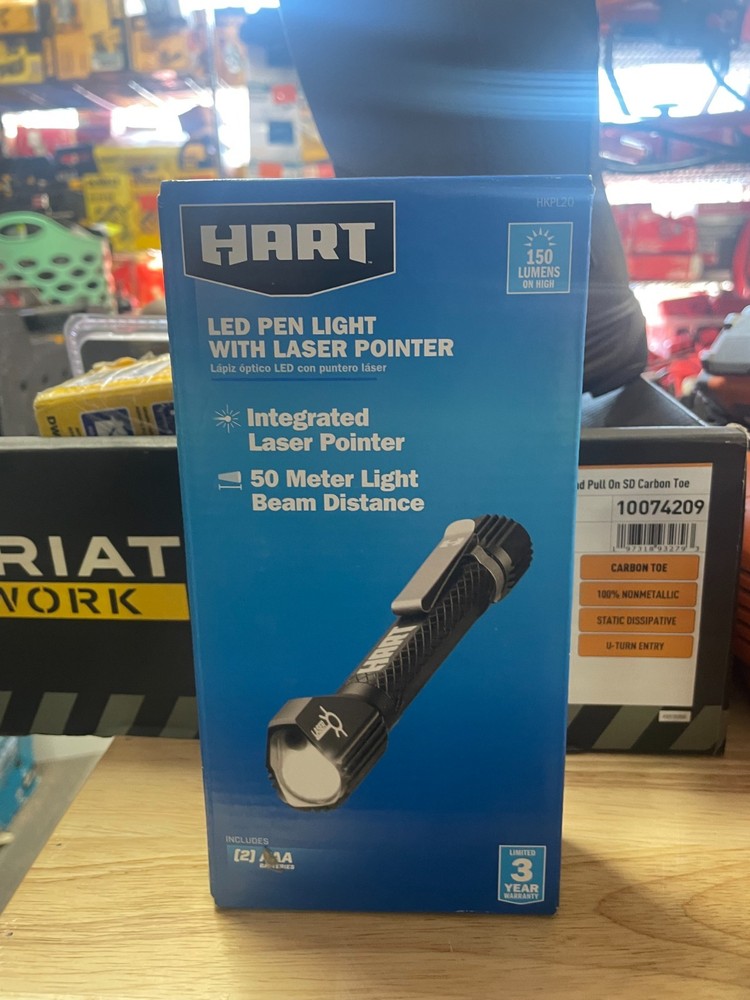 HART
HKPL20
150
LUMENS
ON HIGH
LED PEN LIGHT
WITH LASER POINTER
Lápiz óptico LED con puntero láser
Integrated
Laser Pointer
50 Meter Light
Beam Distance
HART
LASER
INCLUDES
(2) AAA
BATTERIES
LIMITED
3
YEAR
WARRANTY
RIAT
WORK
Pull On SD Carbon Toe
10074209
CARBON TOE
100% NONMETALLIC
STATIC DISSIPATIVE
U-TURN ENTRY